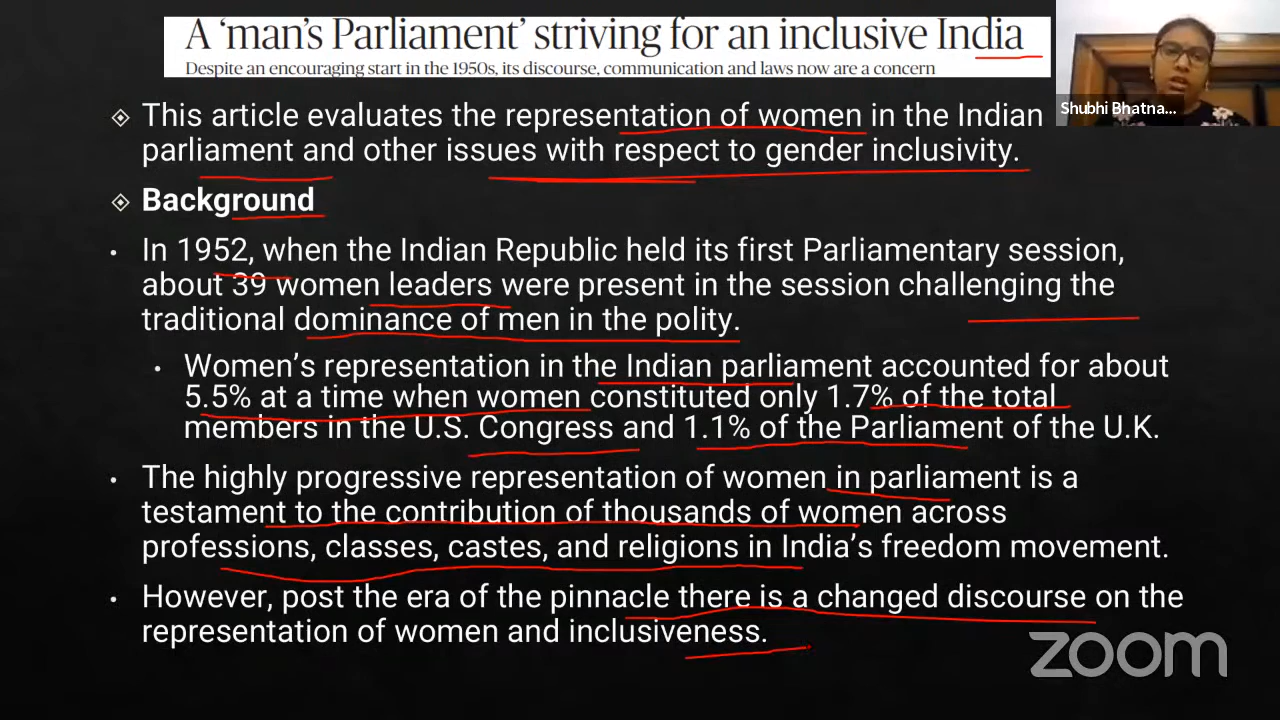 A ‘man’s Parliament’ striving for an inclusive India
Despite an encouraging start in the 1950s, its discourse, communication and laws now are a concern
Shubhi Bhatna...
This article evaluates the representation of women in the Indian
parliament and other issues with respect to gender inclusivity.
Background
In 1952, when the Indian Republic held its first Parliamentary session,
about 39 women leaders were present in the session challenging the
traditional dominance of men in the polity.
Women’s representation in the Indian parliament accounted for about
5.5% at a time when women constituted only 1.7% of the total
members in the U.S. Congress and 1.1% of the Parliament of the U.K.
The highly progressive representation of women in parliament is a
testament to the contribution of thousands of women across
professions, classes, castes, and religions in India’s freedom movement.
However, post the era of the pinnacle there is a changed discourse on the
representation of women and inclusiveness.
zoom